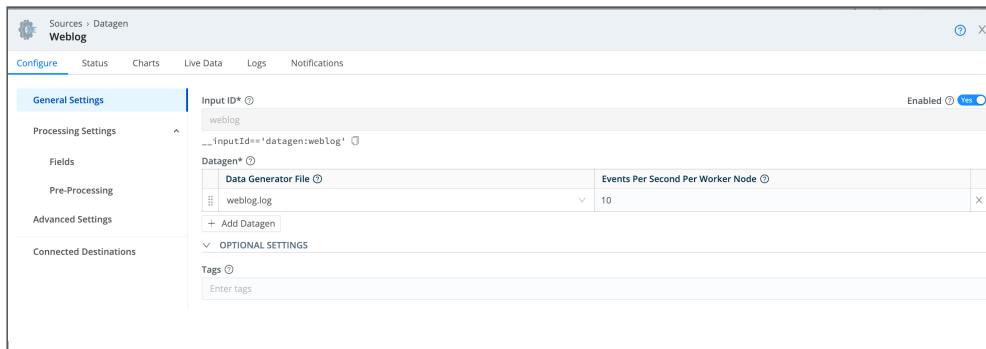 Sources › Datagen
Weblog
Configure Status Charts Live Data Logs Notifications
General Settings
Processing Settings
Fields
Pre-Processing
Advanced Settings
Connected Destinations
Input ID*
Enabled Yes
weblog
__inputId=='datagen:weblog'
Datagen*
Data Generator File Events Per Second Per Worker Node
weblog.log 10
+ Add Datagen
OPTIONAL SETTINGS
Tags
Enter tags